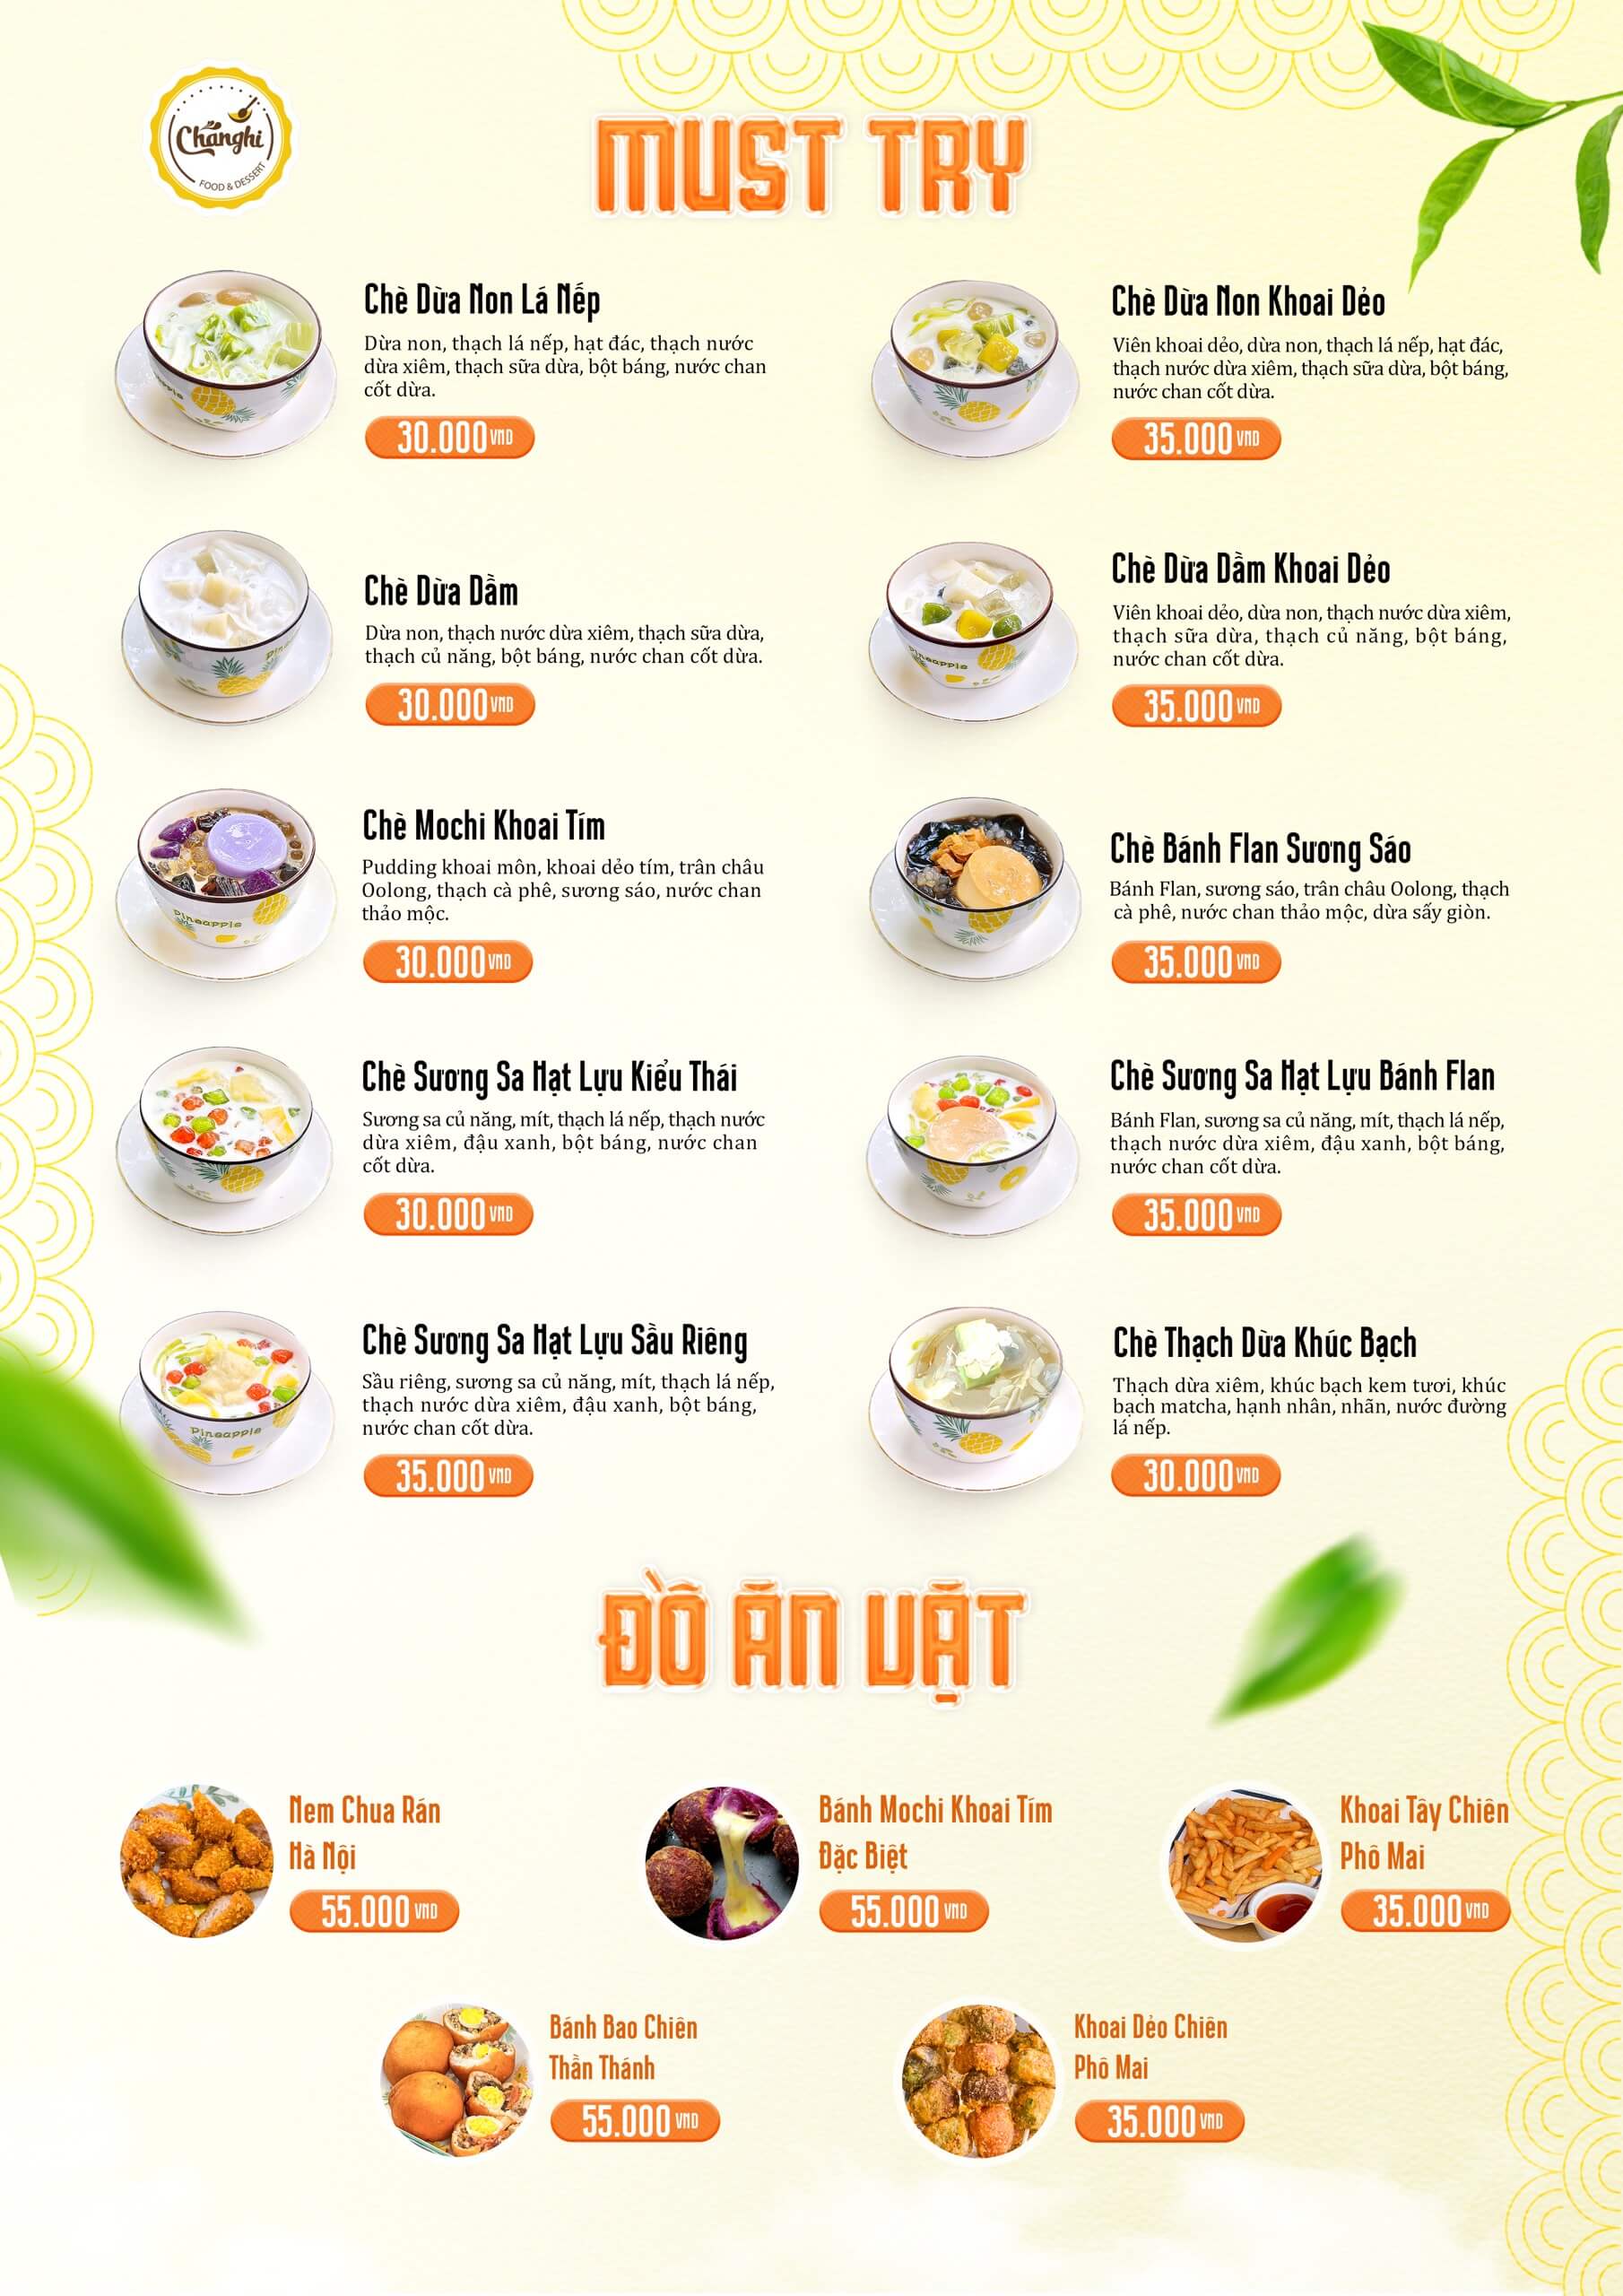 Changhi
FOOD & DESSERT
MUST TRY
Chè Dừa Non Lá Nếp
Dừa non, thạch lá nếp, hạt đác, thạch nước
dừa xiêm, thạch sữa dừa, bột báng, nước chan
cốt dừa.
30.000 VND
Chè Dừa Non Khoai Dẻo
Viên khoai dẻo, dừa non, thạch lá nếp, hạt đác,
thạch nước dừa xiêm, thạch sữa dừa, bột báng,
nước chan cốt dừa.
35.000 VND
Chè Dừa Dầm
Dừa non, thạch nước dừa xiêm, thạch sữa dừa,
thạch củ năng, bột báng, nước chan cốt dừa.
30.000 VND
Chè Dừa Dầm Khoai Dẻo
Viên khoai dẻo, dừa non, thạch nước dừa xiêm,
thạch sữa dừa, thạch củ năng, bột báng,
nước chan cốt dừa.
35.000 VND
Chè Mochi Khoai Tím
Pudding khoai môn, khoai dẻo tím, trân châu
Oolong, thạch cà phê, sương sáo, nước chan
thảo mộc.
30.000 VND
Chè Bánh Flan Sương Sáo
Bánh Flan, sương sáo, trân châu Oolong, thạch
cà phê, nước chan thảo mộc, dừa sấy giòn.
35.000 VND
Chè Sương Sa Hạt Lựu Kiểu Thái
Sương sa củ năng, mít, thạch lá nếp, thạch nước
dừa xiêm, đậu xanh, bột báng, nước chan
cốt dừa.
30.000 VND
Chè Sương Sa Hạt Lựu Bánh Flan
Bánh Flan, sương sa củ năng, mít, thạch lá nếp,
thạch nước dừa xiêm, đậu xanh, bột báng,
nước chan cốt dừa.
35.000 VND
Chè Sương Sa Hạt Lựu Sầu Riêng
Sầu riêng, sương sa củ năng, mít, thạch lá nếp,
thạch nước dừa xiêm, đậu xanh, bột báng,
nước chan cốt dừa.
35.000 VND
Chè Thạch Dừa Khúc Bạch
Thạch dừa xiêm, khúc bạch kem tươi, khúc
bạch matcha, hạnh nhân, nhãn, nước đường
lá nếp.
30.000 VND
ĐỒ ĂN VẶT
Nem Chua Rán
Hà Nội
55.000 VND
Bánh Mochi Khoai Tím
Đặc Biệt
55.000 VND
Khoai Tây Chiên
Phô Mai
35.000 VND
Bánh Bao Chiên
Thần Thánh
55.000 VND
Khoai Dẻo Chiên
Phô Mai
35.000 VND